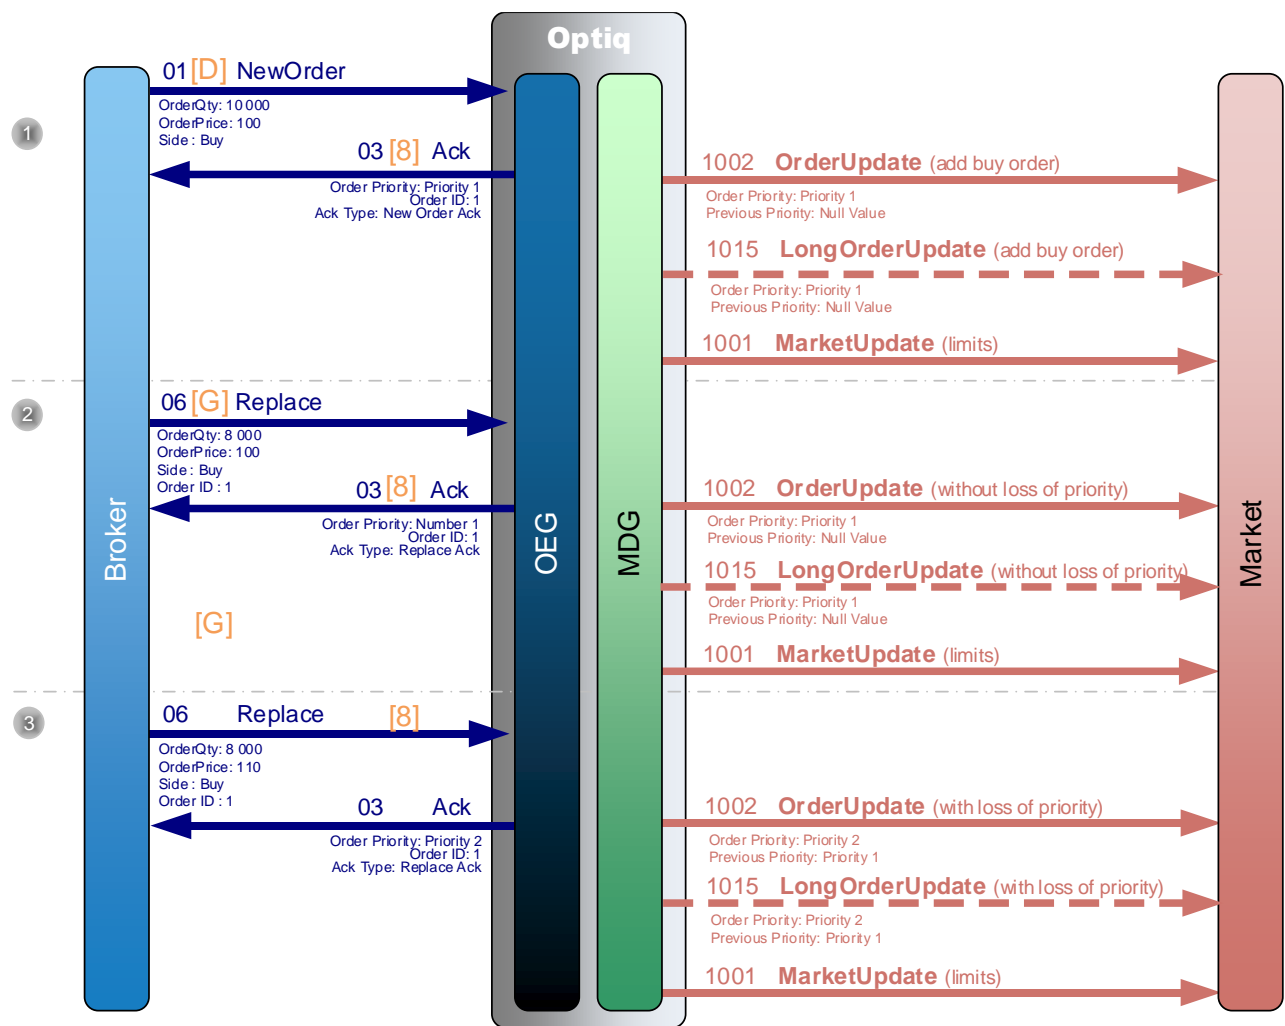 Optiq
01 [D] NewOrder
OrderQty: 10 000
OrderPrice: 100
Side : Buy
1
03 [8] Ack
Order Priority: Priority 1
Order ID: 1
Ack Type: New Order Ack
1002 OrderUpdate (add buy order)
Order Priority: Priority 1
Previous Priority: Null Value
1015 LongOrderUpdate (add buy order)
Order Priority: Priority 1
Previous Priority: Null Value
1001 MarketUpdate (limits)
2
06 [G] Replace
OrderQty: 8 000
OrderPrice: 100
Side : Buy
Order ID : 1
03 [8] Ack
Order Priority: Number 1
Order ID: 1
Ack Type: Replace Ack
1002 OrderUpdate (without loss of priority)
Order Priority: Priority 1
Previous Priority: Null Value
1015 LongOrderUpdate (without loss of priority)
Order Priority: Priority 1
Previous Priority: Null Value
[G]
1001 MarketUpdate (limits)
Broker
OEG
MDG
Market
3
06 Replace [8]
OrderQty: 8 000
OrderPrice: 110
Side : Buy
Order ID : 1
03 Ack
Order Priority: Priority 2
Order ID: 1
Ack Type: Replace Ack
1002 OrderUpdate (with loss of priority)
Order Priority: Priority 2
Previous Priority: Priority 1
1015 LongOrderUpdate (with loss of priority)
Order Priority: Priority 2
Previous Priority: Priority 1
1001 MarketUpdate (limits)